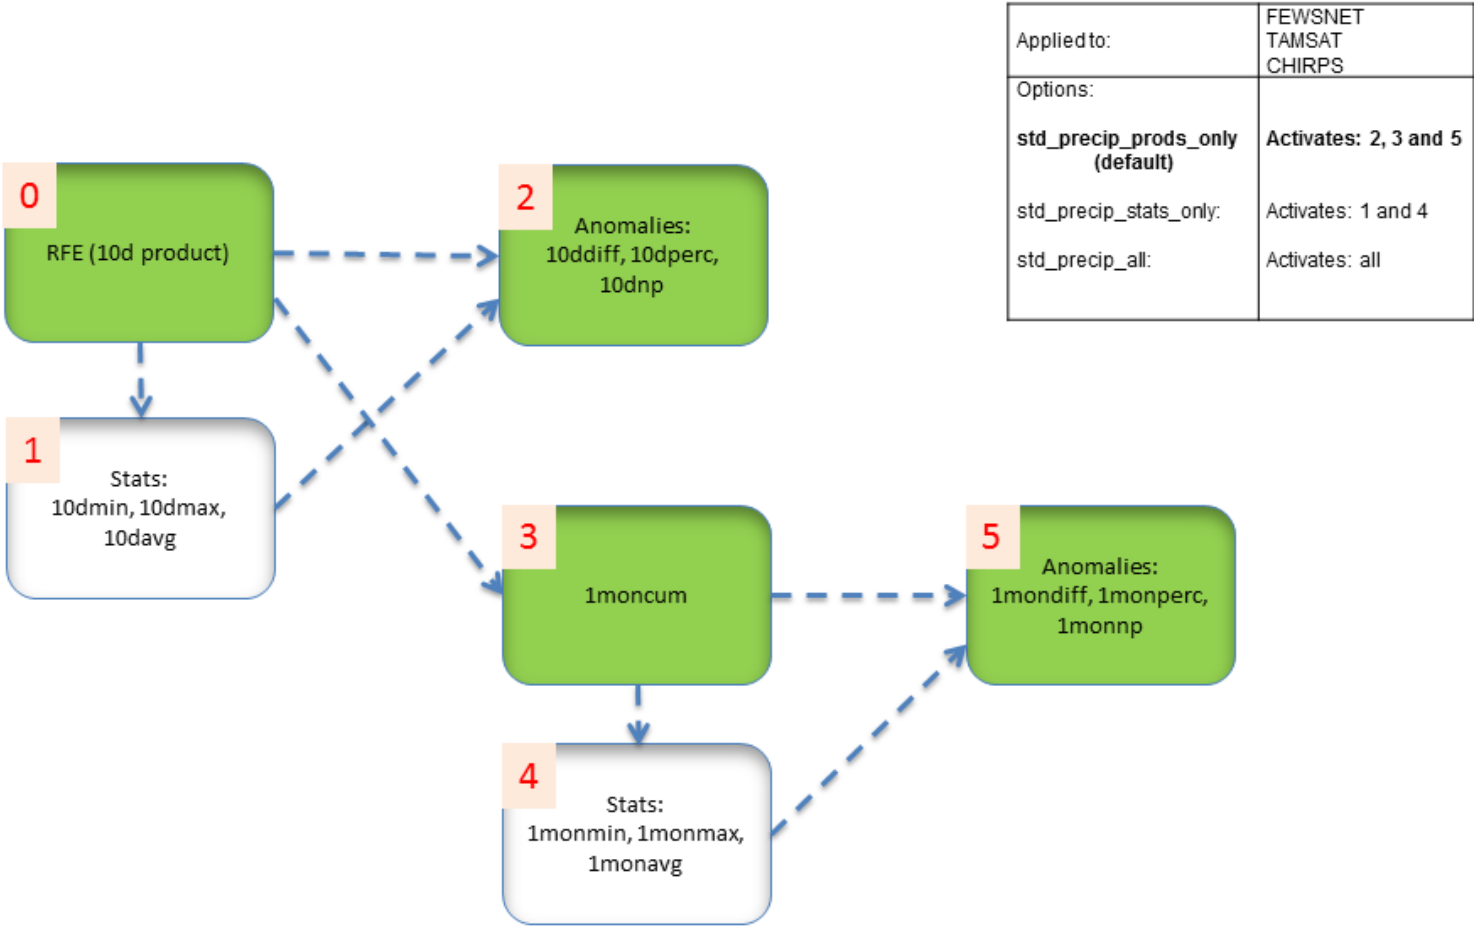 Applied to:
FEWSNET
TAMSAT
CHIRPS
Options:
std_precip_prods_only
(default)
Activates: 2, 3 and 5
std_precip_stats_only:
Activates: 1 and 4
std_precip_all:
Activates: all
0
RFE (10d product)
2
Anomalies:
10ddiff, 10dperc,
10dnp
1
Stats:
10dmin, 10dmax,
10davg
3
1moncum
5
Anomalies:
1mondiff, 1monperc,
1monnp
4
Stats:
1monmin, 1monmax,
1monavg